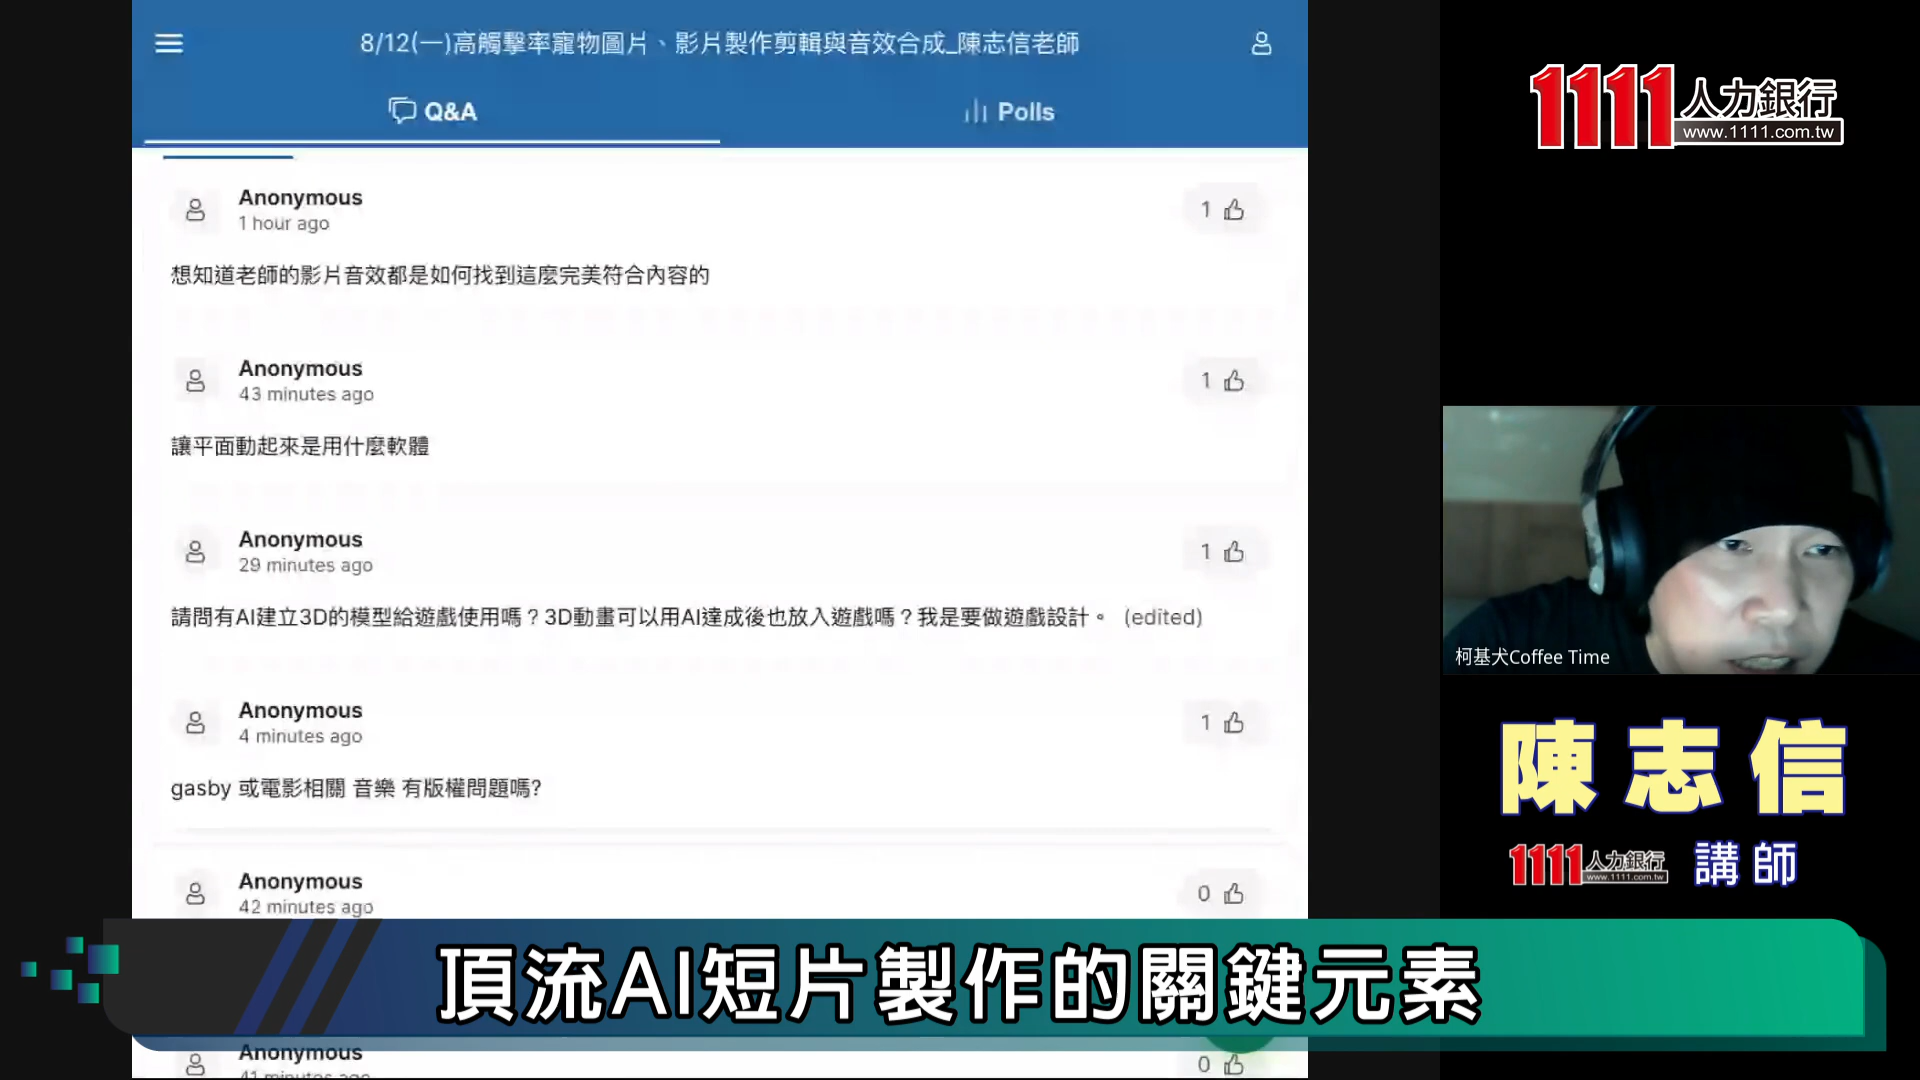 8/12(一)高觸擊率寵物圖片、影片製作剪輯與音效合成_陳志信老師
Q&A
Polls
Anonymous
1 hour ago
1
想知道老師的影片音效都是如何找到這麼完美符合內容的
Anonymous
43 minutes ago
1
讓平面動起來是用什麼軟體
Anonymous
29 minutes ago
1
請問有AI建立3D的模型給遊戲使用嗎？3D動畫可以用AI達成後也放入遊戲嗎？我是要做遊戲設計。 (edited)
Anonymous
4 minutes ago
1
gasby 或電影相關 音樂 有版權問題嗎?
Anonymous
42 minutes ago
0
頂流AI短片製作的關鍵元素
Anonymous
41 minutes ago
0
1111人力銀行
www.1111.com.tw
柯基犬Coffee Time
陳志信
1111人力銀行
www.1111.com.tw
講師